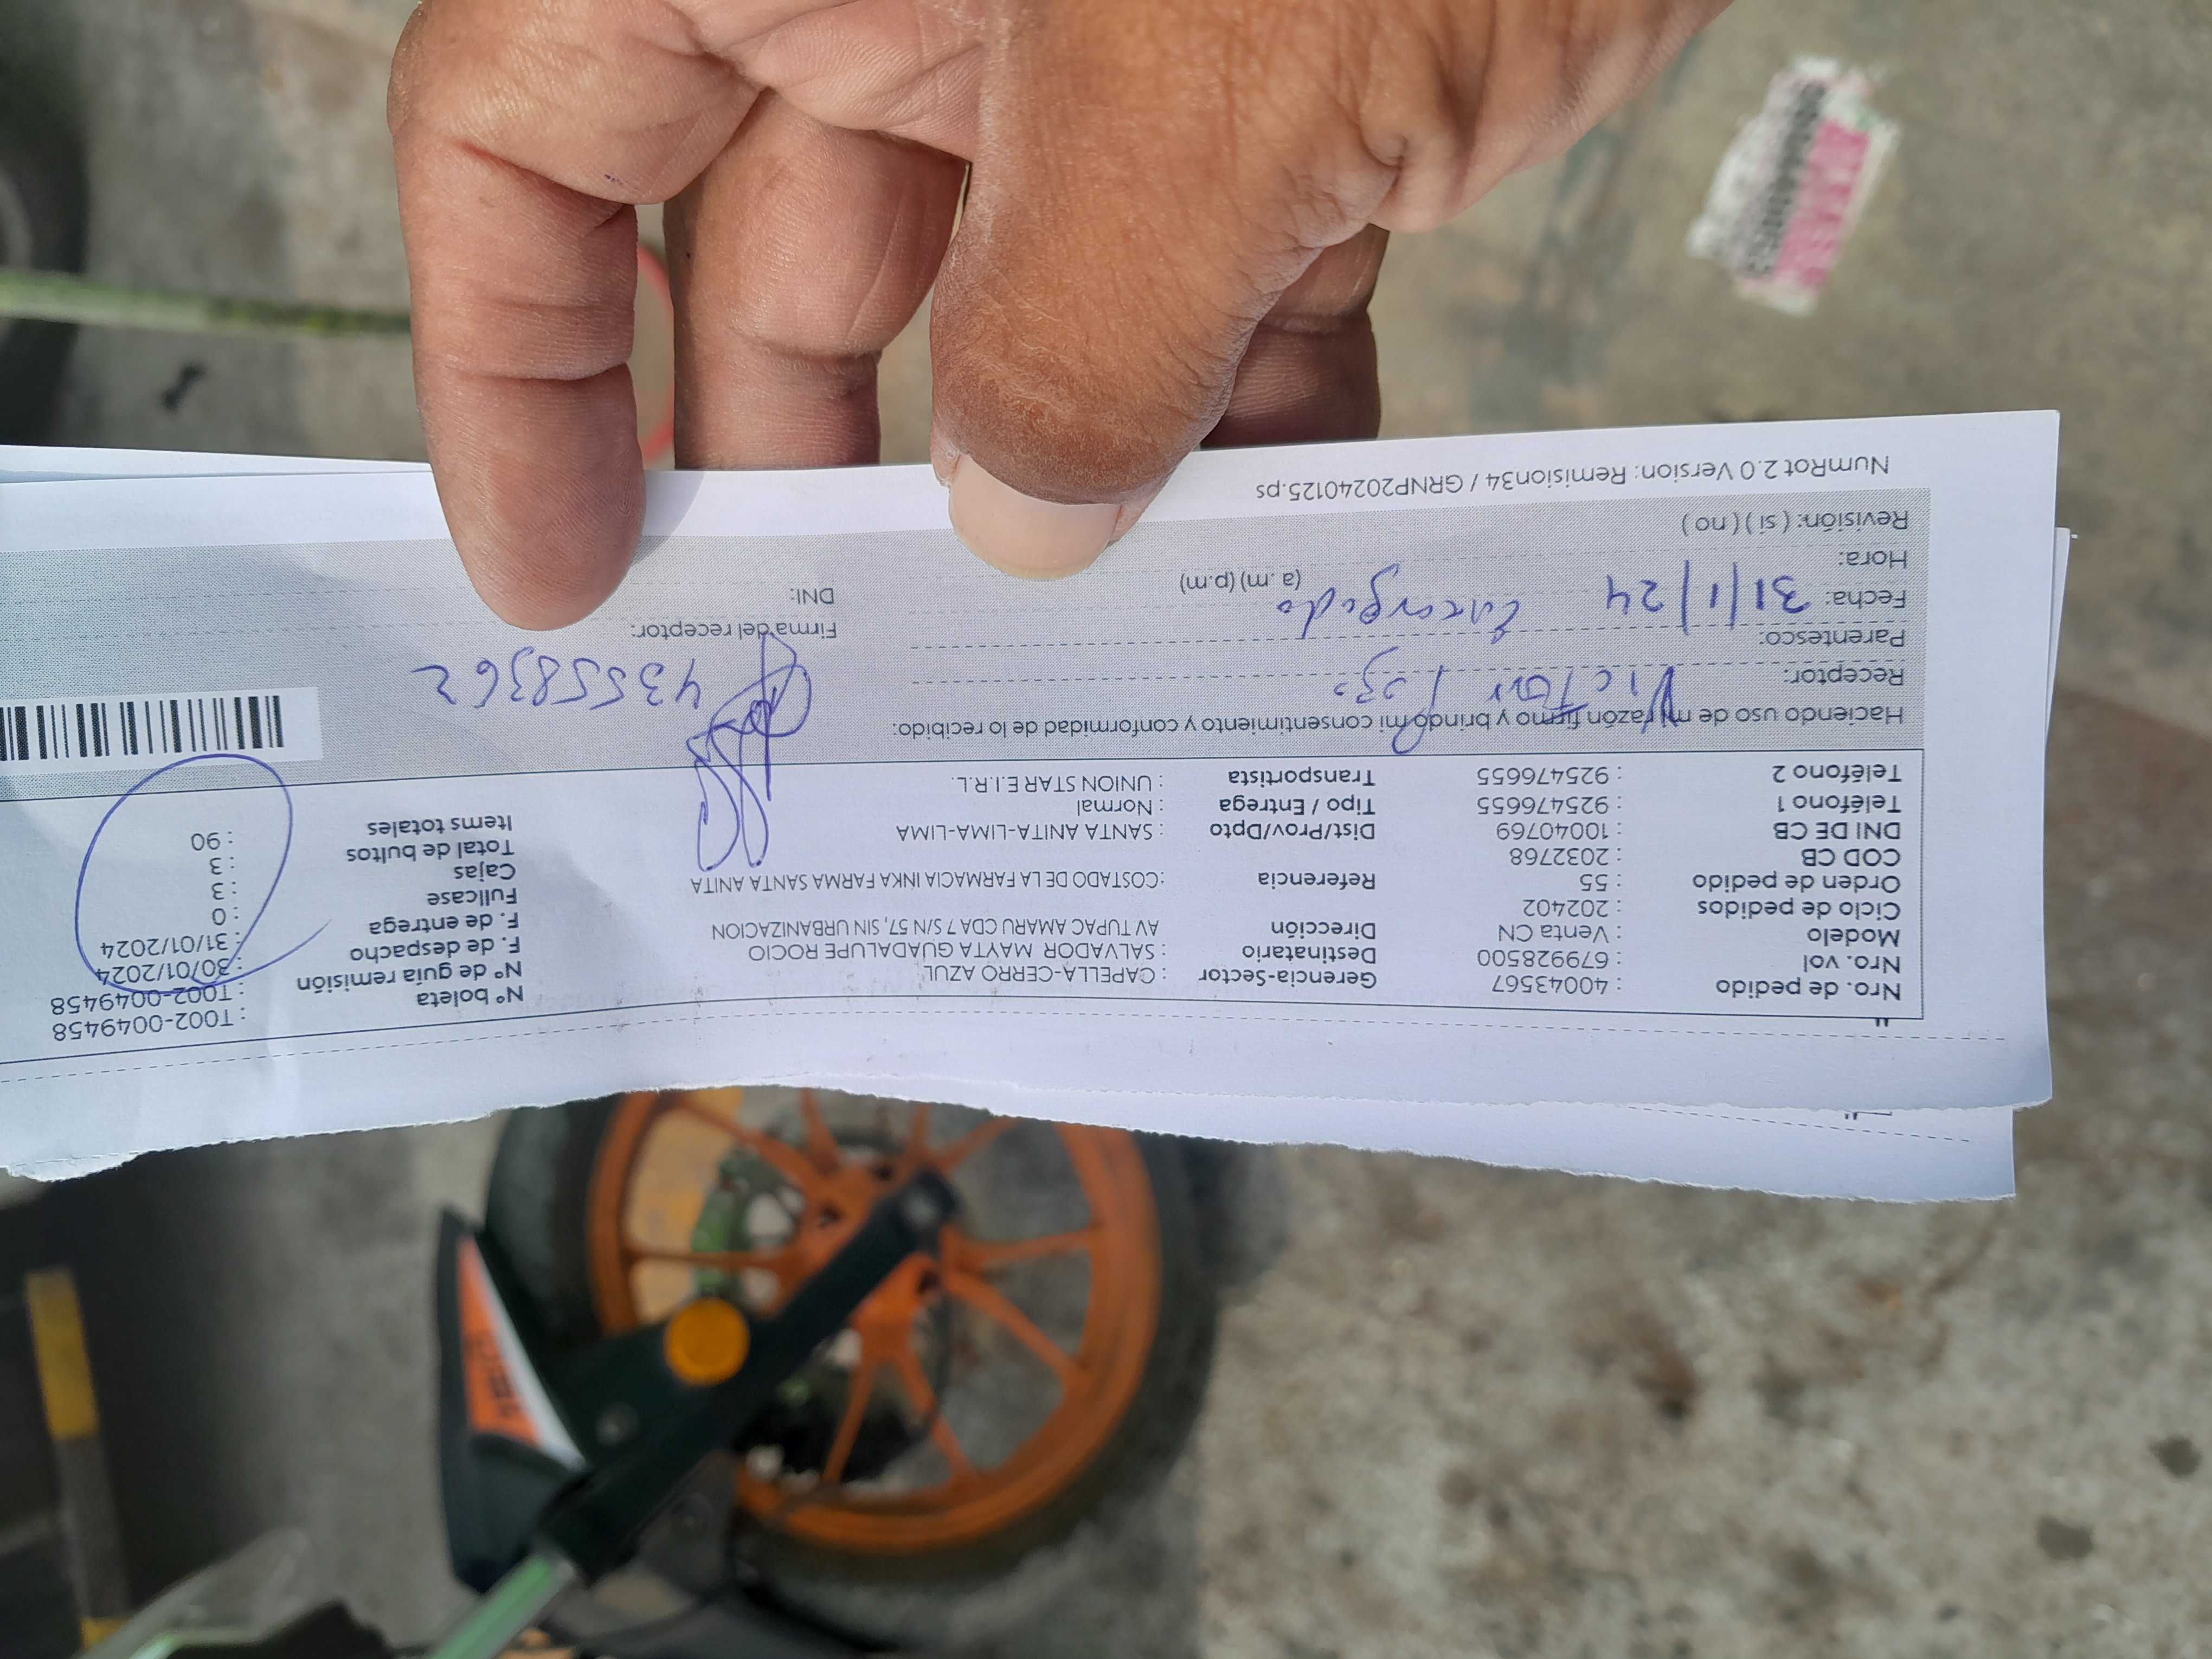 Nro. de pedido : 40043567 Gerencia-Sector : CAPELLA-CERRO AZUL Nº boleta : T002-0049458
Nro. vol : 679928500 Destinatario : SALVADOR MAYTA GUADALUPE ROCIO Nº de guía remisión : T002-0049458
Modelo : Venta CN Dirección AV TUPAC AMARU CDA 7 S/N 57, SIN URBANIZACION F. de despacho : 30/01/2024
Ciclo de pedidos : 202402 F. de entrega : 31/01/2024
Orden de pedido : 55 Referencia : COSTADO DE LA FARMACIA INKA FARMA SANTA ANITA Fullcase : 0
COD CB : 2032768 Cajas : 3
DNI DE CB : 10040769 Dist/Prov/Dpto : SANTA ANITA-LIMA-LIMA Total de bultos : 3
Teléfono 1 : 925476655 Tipo / Entrega : Normal Items totales : 90
Teléfono 2 : 925476655 Transportista : UNION STAR E.I.R.L.
Haciendo uso de mi razón firmo y brindo mi consentimiento y conformidad de lo recibido:
Receptor: Victor 43558362
Parentesco: Encargado Firma del receptor:
Fecha: 31/1/24 DNI:
Hora: (a.m) (p.m)
Revisión: ( si ) ( no )
NumRot 2.0 Version: Remision34 / GRNP20240125.ps